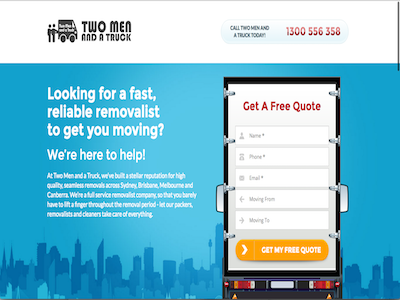 TWO MEN
AND A TRUCK
Two Men
and a Truck
CALL TWO MEN AND
A TRUCK TODAY!
1300 556 358
Looking for a fast,
reliable removalist
to get you moving?
We're here to help!
At Two Men and a Truck, we've built a stellar reputation for high
quality, seamless removals across Sydney, Brisbane, Melbourne and
Canberra. We're a full service removalist company, so that you barely
have to lift a finger throughout the removal period - let our packers,
removalists and cleaners take care of everything.
Get A Free Quote
Name *
Phone *
Email *
Moving From
Moving To
GET MY FREE QUOTE